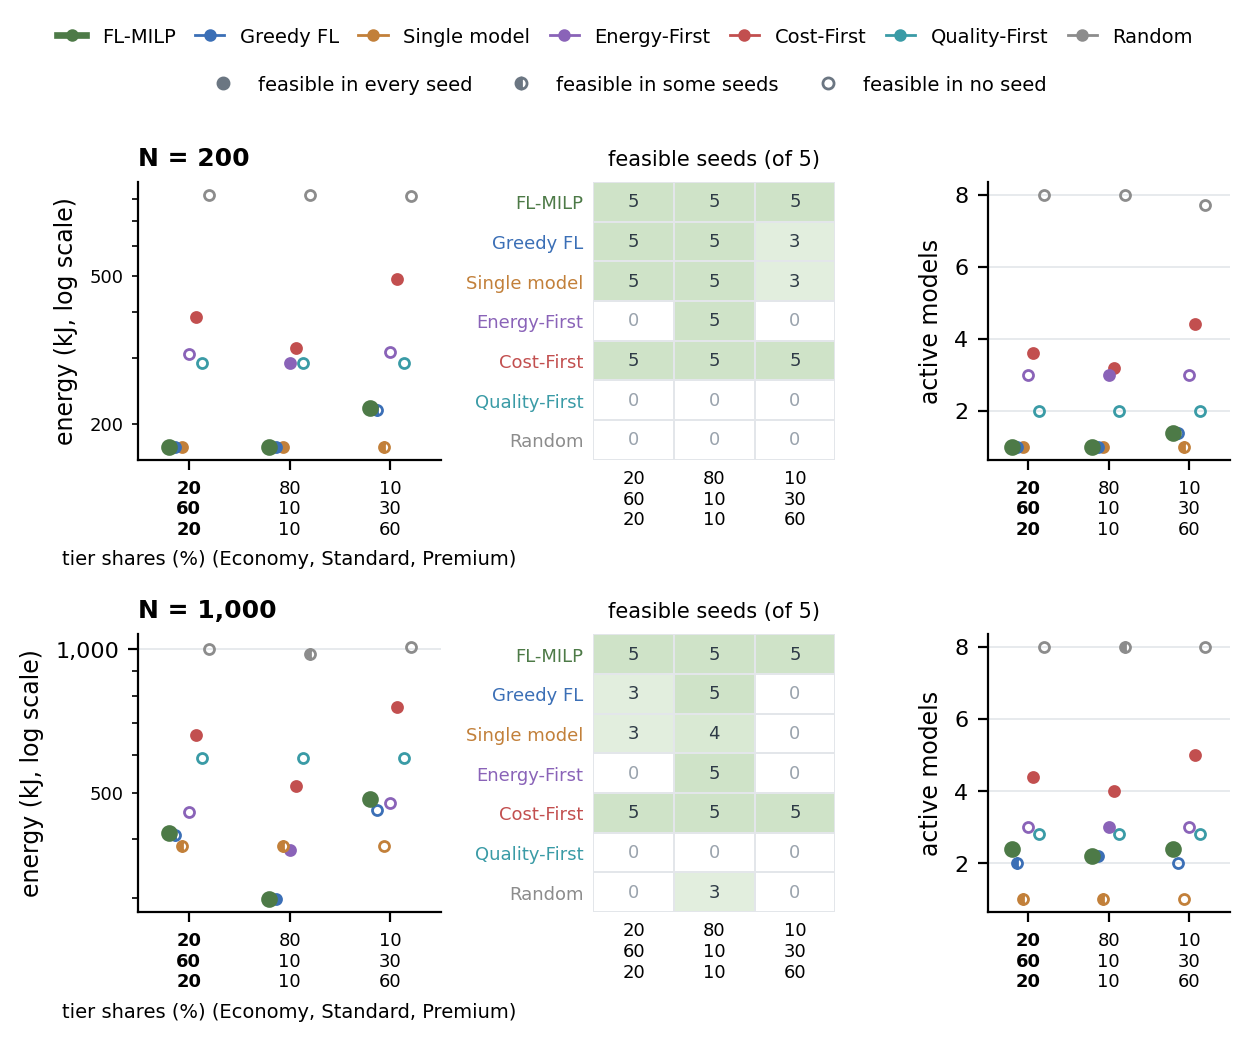 FL-MILP Greedy FL Single model Energy-First Cost-First Quality-First Random
feasible in every seed feasible in some seeds feasible in no seed
N = 200
feasible seeds (of 5)
energy (kJ, log scale)
500
200
20 80 10
60 10 30
20 10 60
tier shares (%) (Economy, Standard, Premium)
FL-MILP 5 5 5
Greedy FL 5 5 3
Single model 5 5 3
Energy-First 0 5 0
Cost-First 5 5 5
Quality-First 0 0 0
Random 0 0 0
20 80 10
60 10 30
20 10 60
active models
8
6
4
2
20 80 10
60 10 30
20 10 60
N = 1,000
feasible seeds (of 5)
energy (kJ, log scale)
1,000
500
20 80 10
60 10 30
20 10 60
tier shares (%) (Economy, Standard, Premium)
FL-MILP 5 5 5
Greedy FL 3 5 0
Single model 3 4 0
Energy-First 0 5 0
Cost-First 5 5 5
Quality-First 0 0 0
Random 0 3 0
20 80 10
60 10 30
20 10 60
active models
8
6
4
2
20 80 10
60 10 30
20 10 60